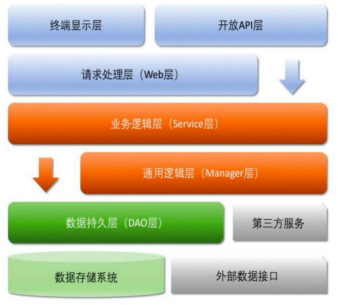 终端显示层
开放API层
请求处理层（Web层）
业务逻辑层（Service层）
通用逻辑层（Manager层）
数据持久层（DAO层）
第三方服务
数据存储系统
外部数据接口